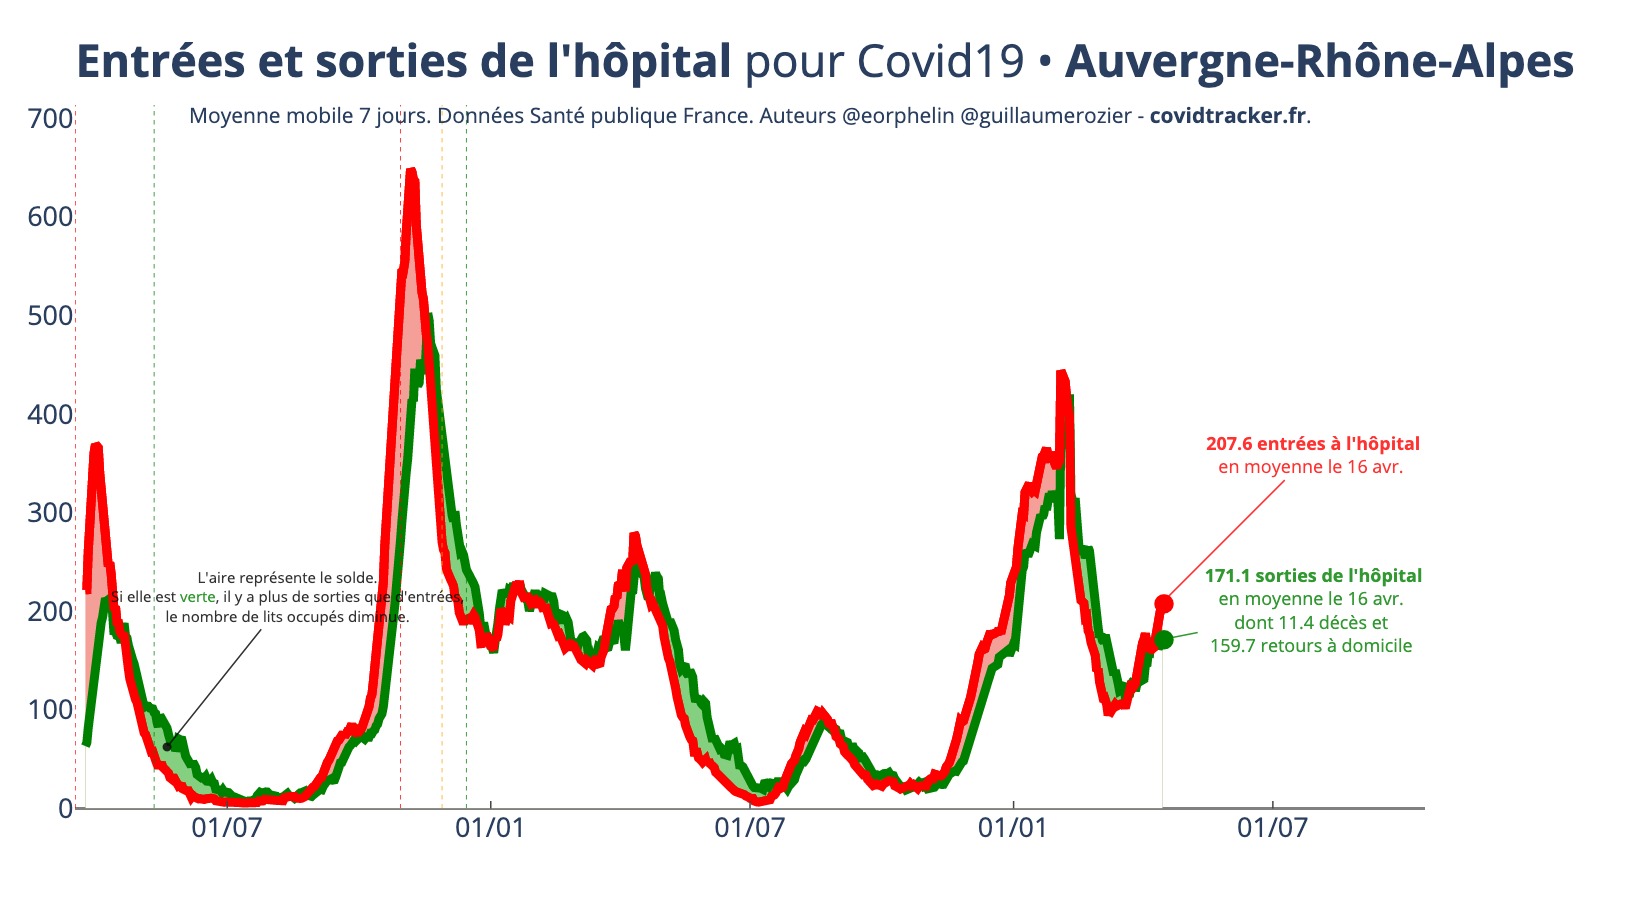 Entrées et sorties de l'hôpital pour Covid19 • Auvergne-Rhône-Alpes
Moyenne mobile 7 jours. Données Santé publique France. Auteurs @eorphelin @guillaumerozier - covidtracker.fr.
700
600
500
400
300
200
100
0
207.6 entrées à l'hôpital
en moyenne le 16 avr.
171.1 sorties de l'hôpital
en moyenne le 16 avr.
dont 11.4 décès et
159.7 retours à domicile
L'aire représente le solde.
Si elle est verte, il y a plus de sorties que d'entrées,
le nombre de lits occupés diminue.
01/07
01/01
01/07
01/01
01/07